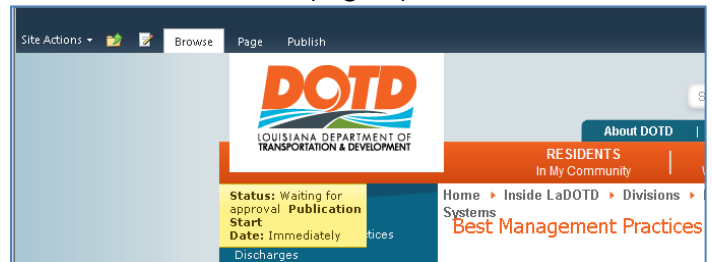 Site Actions
Browse
Page
Publish
DOTD
LOUISIANA DEPARTMENT OF
TRANSPORTATION & DEVELOPMENT
About DOTD |
RESIDENTS
In My Community
Status: Waiting for
approval Publication
Start
Date: Immediately
tices
Discharges
Home Inside LaDOTD Divisions
Systems
Best Management Practices